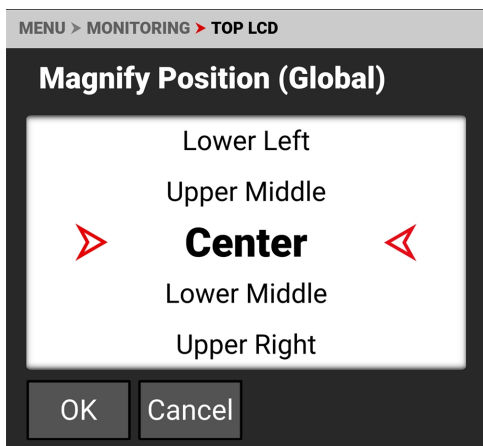 MENU > MONITORING > TOP LCD
Magnify Position (Global)
Lower Left
Upper Middle
Center
Lower Middle
Upper Right
OK Cancel